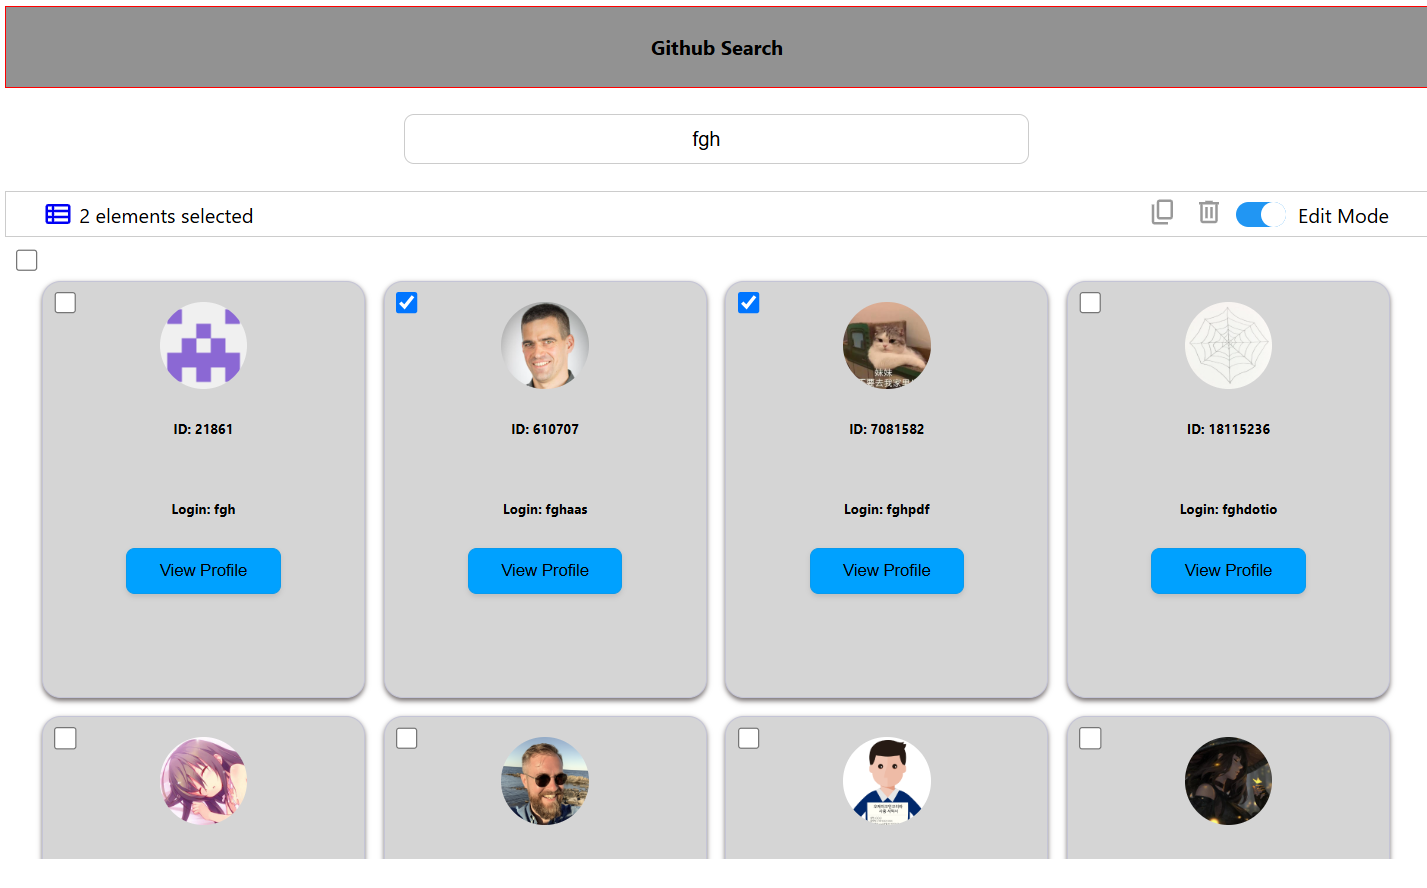 Github Search
fgh
2 elements selected
Edit Mode
妹妹
ID: 21861
ID: 610707
ID: 7081582
ID: 18115236
Login: fgh
Login: fghaas
Login: fghpdf
Login: fghdotio
View Profile
View Profile
View Profile
View Profile